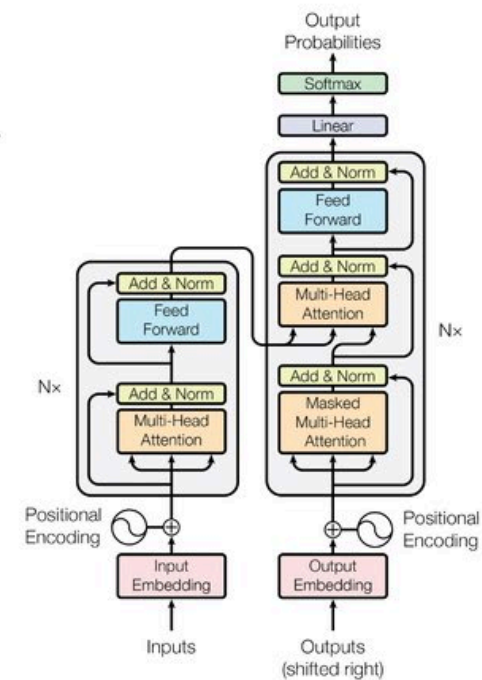 Output
Probabilities
Softmax
Linear
Add & Norm
Feed
Forward
Add & Norm
Multi-Head
Attention
Nx
Add & Norm
Masked
Multi-Head
Attention
Add & Norm
Feed
Forward
Nx
Add & Norm
Multi-Head
Attention
Positional
Encoding
Positional
Encoding
Input
Embedding
Output
Embedding
Inputs
Outputs
(shifted right)